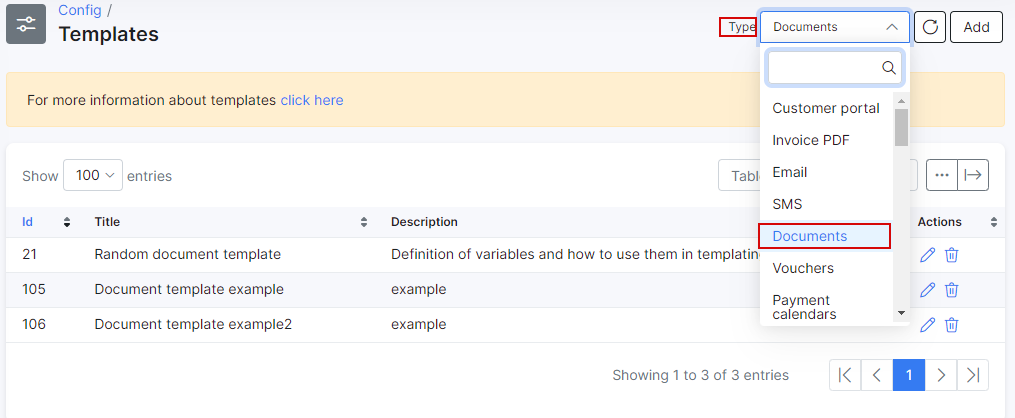 Config /
Templates
Type
Documents
Add
For more information about templates click here
Customer portal
Invoice PDF
Email
SMS
Documents
Vouchers
Payment
calendars
Show 100 entries
Id Title Description Actions
21 Random document template Definition of variables and how to use them in
105 Document template example example
106 Document template example2 example
Showing 1 to 3 of 3 entries
1